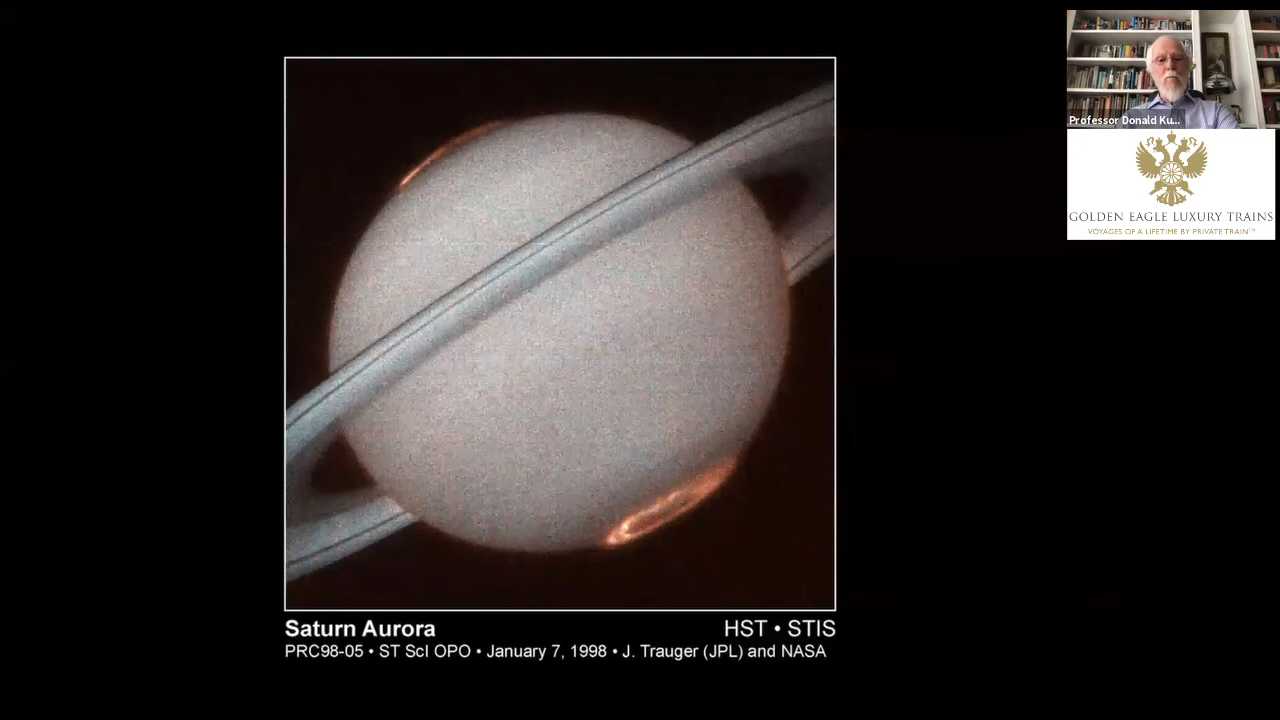 Professor Donald Ku...
GOLDEN EAGLE LUXURY TRAINS
VOYAGES OF A LIFETIME BY PRIVATE TRAIN™
Saturn Aurora
HST • STIS
PRC98-05 • ST ScI OPO • January 7, 1998 • J. Trauger (JPL) and NASA